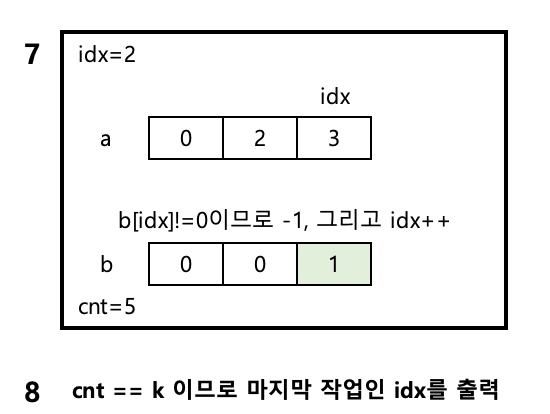 7
idx=2
idx
a 0 2 3
b[idx]!=0이므로 -1, 그리고 idx++
b 0 0 1
cnt=5
8 cnt == k 이므로 마지막 작업인 idx를 출력